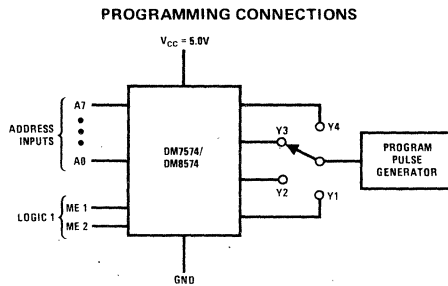 PROGRAMMING CONNECTIONS
VCC = 5.0V
A7
ADDRESS
INPUTS
A0
DM7574/
DM8574
Y4
Y3
Y2
Y1
PROGRAM
PULSE
GENERATOR
LOGIC 1
ME 1
ME 2
GND